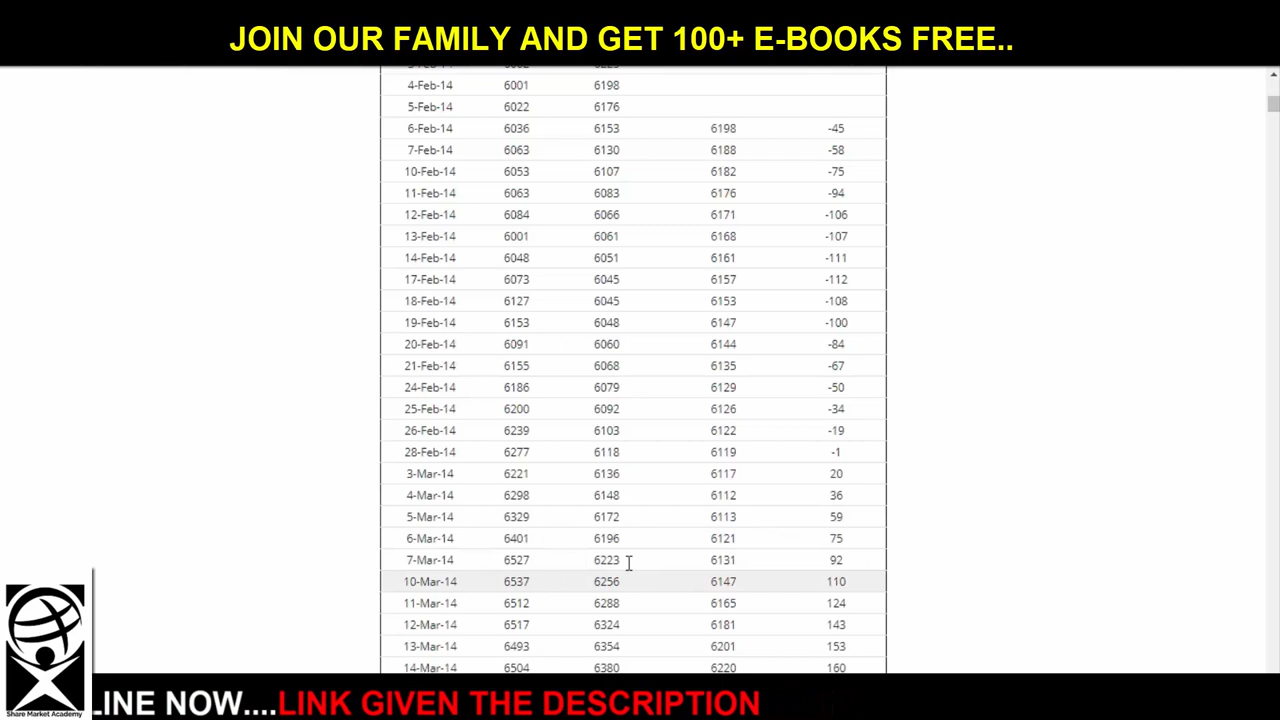 JOIN OUR FAMILY AND GET 100+ E-BOOKS FREE..
4-Feb-14 6001 6198
5-Feb-14 6022 6176
6-Feb-14 6036 6153 6198 -45
7-Feb-14 6063 6130 6188 -58
10-Feb-14 6053 6107 6182 -75
11-Feb-14 6063 6083 6176 -94
12-Feb-14 6084 6066 6171 -106
13-Feb-14 6001 6061 6168 -107
14-Feb-14 6048 6051 6161 -111
17-Feb-14 6073 6045 6157 -112
18-Feb-14 6127 6045 6153 -108
19-Feb-14 6153 6048 6147 -100
20-Feb-14 6091 6060 6144 -84
21-Feb-14 6155 6068 6135 -67
24-Feb-14 6186 6079 6129 -50
25-Feb-14 6200 6092 6126 -34
26-Feb-14 6239 6103 6122 -19
28-Feb-14 6277 6118 6119 -1
3-Mar-14 6221 6136 6117 20
4-Mar-14 6298 6148 6112 36
5-Mar-14 6329 6172 6113 59
6-Mar-14 6401 6196 6121 75
7-Mar-14 6527 6223 6131 92
10-Mar-14 6537 6256 6147 110
11-Mar-14 6512 6288 6165 124
12-Mar-14 6517 6324 6181 143
13-Mar-14 6493 6354 6201 153
14-Mar-14 6504 6380 6220 160
LINE NOW....LINK GIVEN THE DESCRIPTION
Share Market Academy